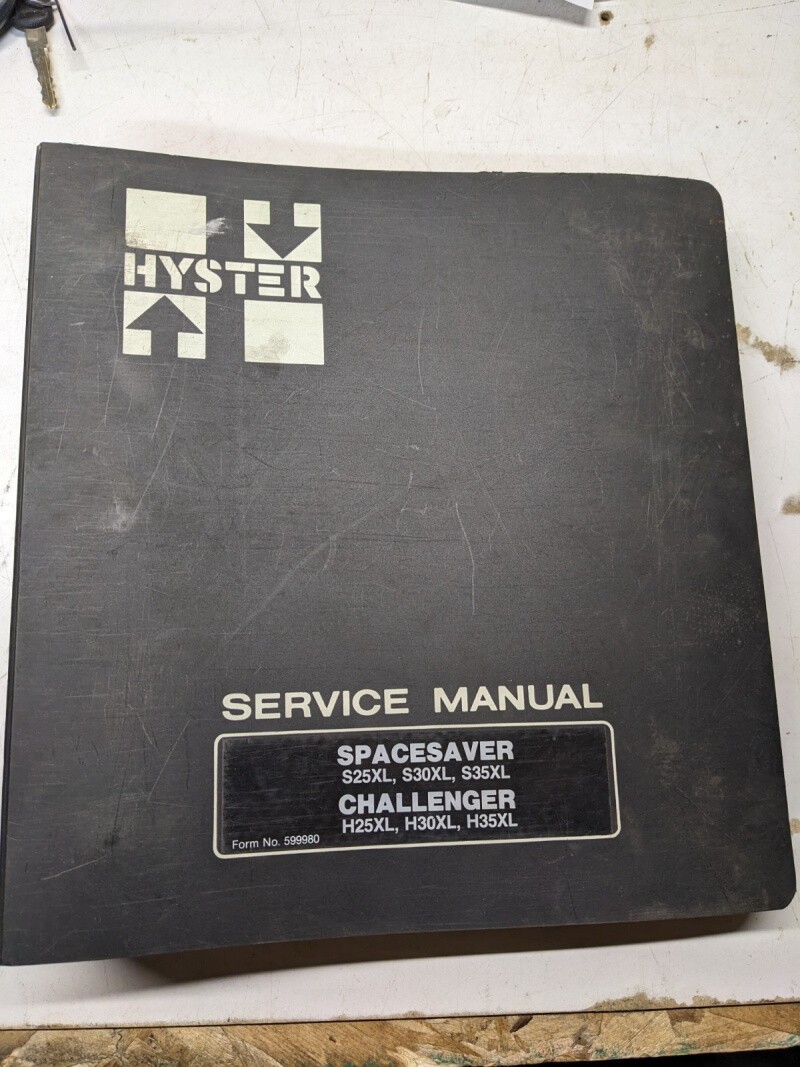 HYSTER
SERVICE MANUAL
SPACESAVER
S25XL, S30XL, S35XL
CHALLENGER
H25XL, H30XL, H35XL
Form No. 599980